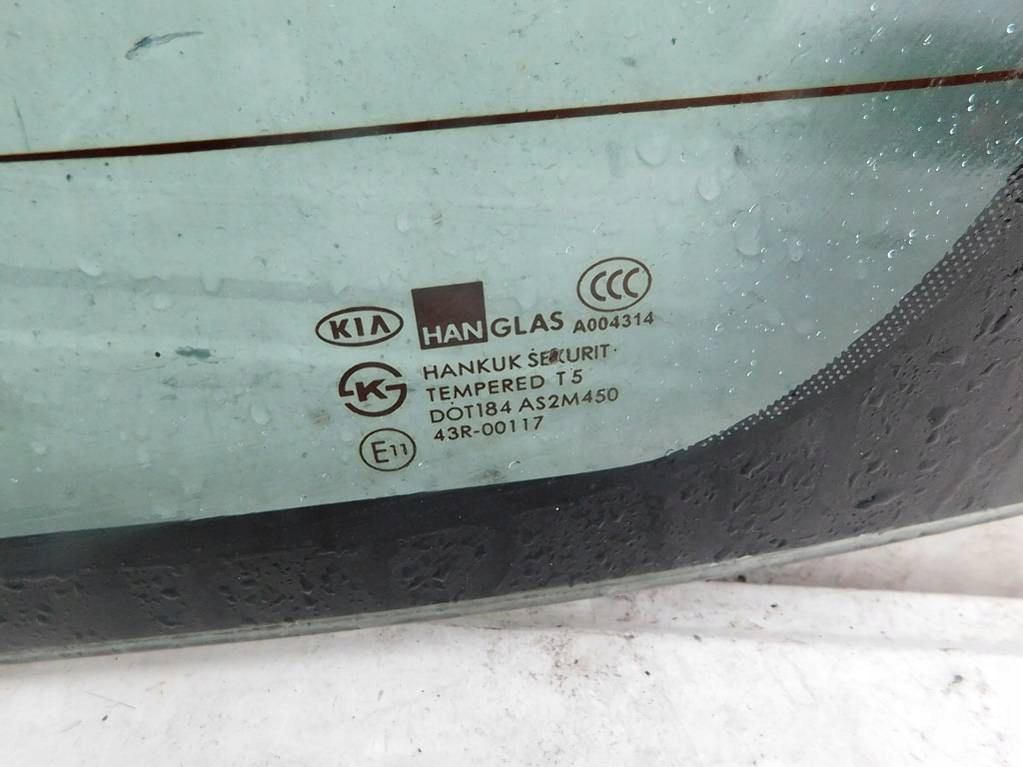 KIA HANGLAS CCC
A004314
HANKUK SEKURIT
K TEMPERED T5
DOT184 AS2M450
E11 43R-00117